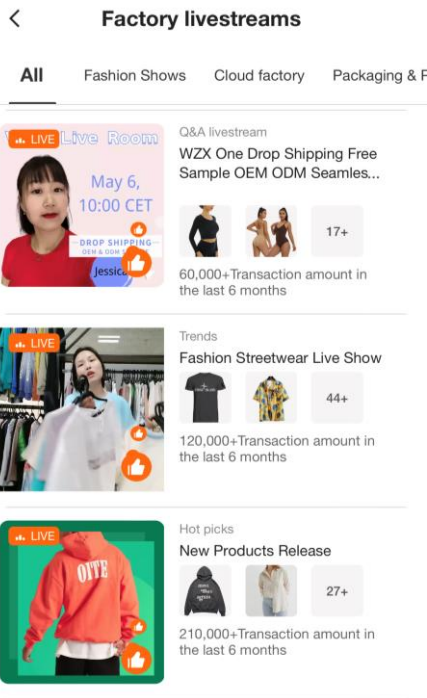 Factory livestreams
All
Fashion Shows
Cloud factory
Packaging &
LIVE
Live Room
May 6,
10:00 CET
DROP SHIPPING
OEM & ODM
Jessica
Q&A livestream
WZX One Drop Shipping Free
Sample OEM ODM Seamles...
17+
60,000+Transaction amount in
the last 6 months
LIVE
Trends
Fashion Streetwear Live Show
44+
120,000+Transaction amount in
the last 6 months
LIVE
OITE
Hot picks
New Products Release
27+
210,000+Transaction amount in
the last 6 months